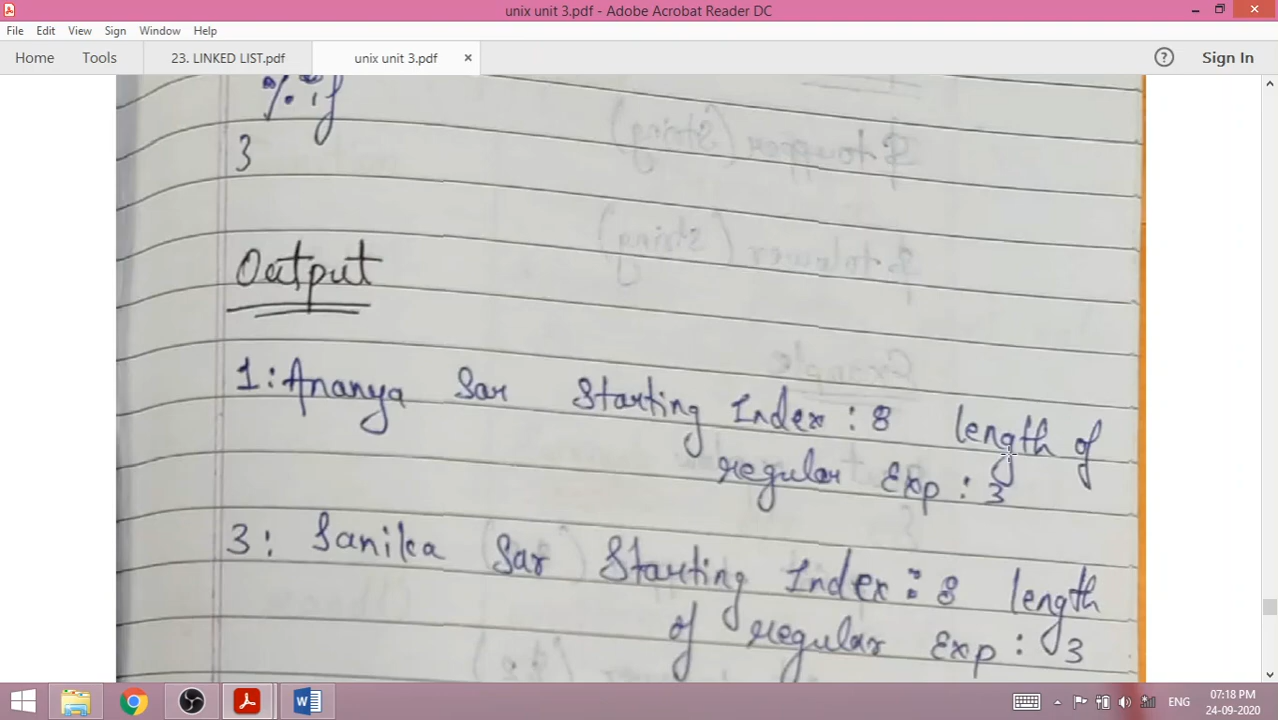 unix unit 3.pdf - Adobe Acrobat Reader DC
File Edit View Sign Window Help
Home Tools 23. LINKED LIST.pdf unix unit 3.pdf × Sign In
% if
3
Output
1: Ananya Sar Starting Index : 8 length of
regular Exp : 3
3: Sanika Sar Starting Index : 8 length
of regular Exp : 3
ENG 07:18 PM
24-09-2020